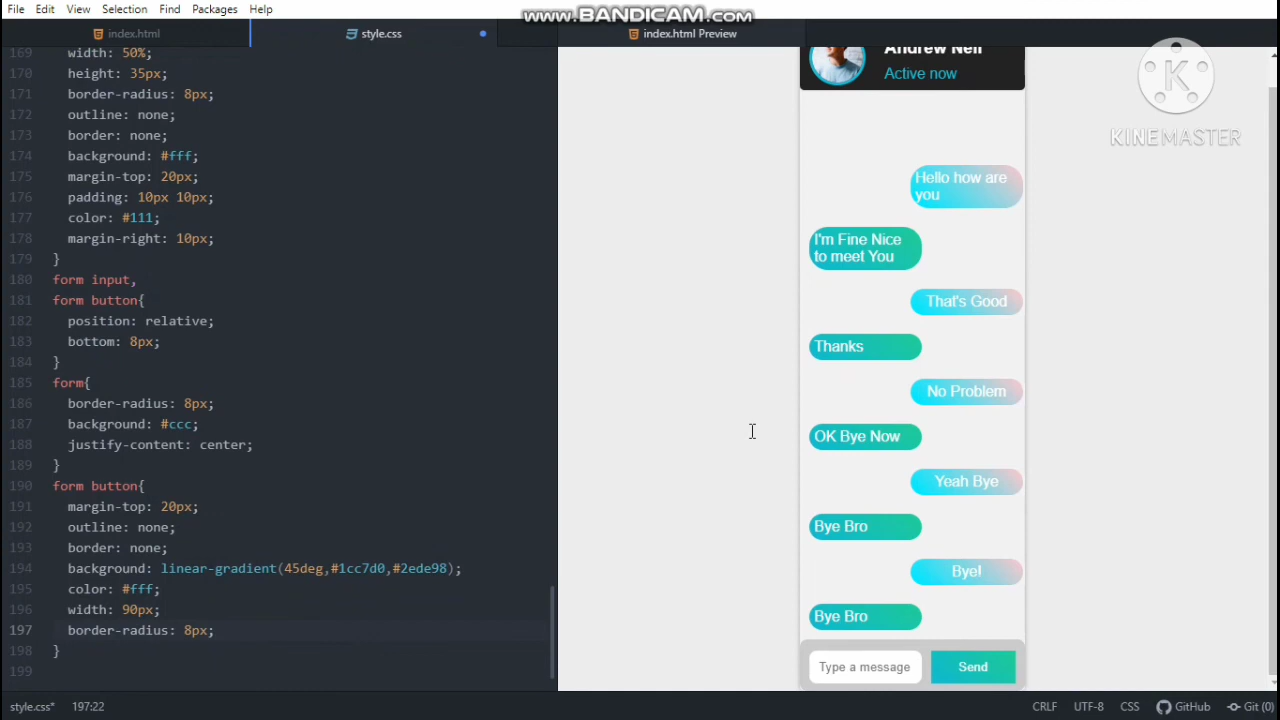 File Edit View Selection Find Packages Help
www.BANDICAM.com
index.html
style.css
index.html Preview
169 width: 50%;
170 height: 35px;
171 border-radius: 8px;
172 outline: none;
173 border: none;
174 background: #fff;
175 margin-top: 20px;
176 padding: 10px 10px;
177 color: #111;
178 margin-right: 10px;
179 }
180 form input,
181 form button{
182 position: relative;
183 bottom: 8px;
184 }
185 form{
186 border-radius: 8px;
187 background: #ccc;
188 justify-content: center;
189 }
190 form button{
191 margin-top: 20px;
192 outline: none;
193 border: none;
194 background: linear-gradient(45deg,#1cc7d0,#2ede98);
195 color: #fff;
196 width: 90px;
197 border-radius: 8px;
198 }
199
Andrew Neil
Active now
K
KINEMASTER
Hello how are
you
I'm Fine Nice
to meet You
That's Good
Thanks
No Problem
OK Bye Now
Yeah Bye
Bye Bro
Bye!
Bye Bro
Type a message
Send
style.css* 197:22
CRLF UTF-8 CSS GitHub Git (0)